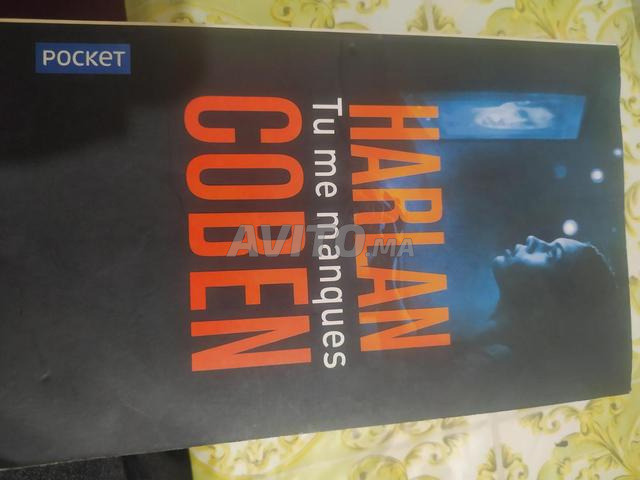 HARLAN
Tu me manques
COBEN
POCKET
AVITO.MA